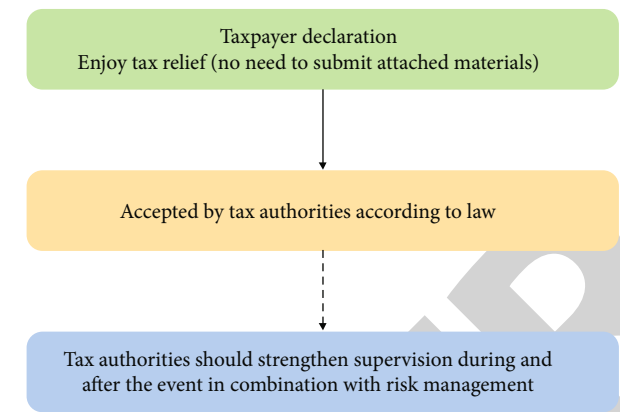 Taxpayer declaration
Enjoy tax relief (no need to submit attached materials)
Accepted by tax authorities according to law
Tax authorities should strengthen supervision during and
after the event in combination with risk management